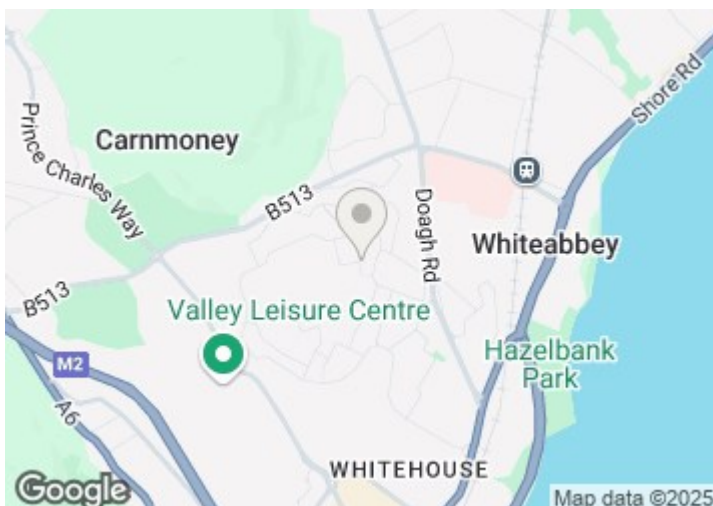 Shore Rd
Prince Charles Way
Carnmoney
B513
Doagh Rd
Whiteabbey
B513
Valley Leisure Centre
Hazelbank
Park
M2
A6
WHITEHOUSE
Google
Map data ©2025